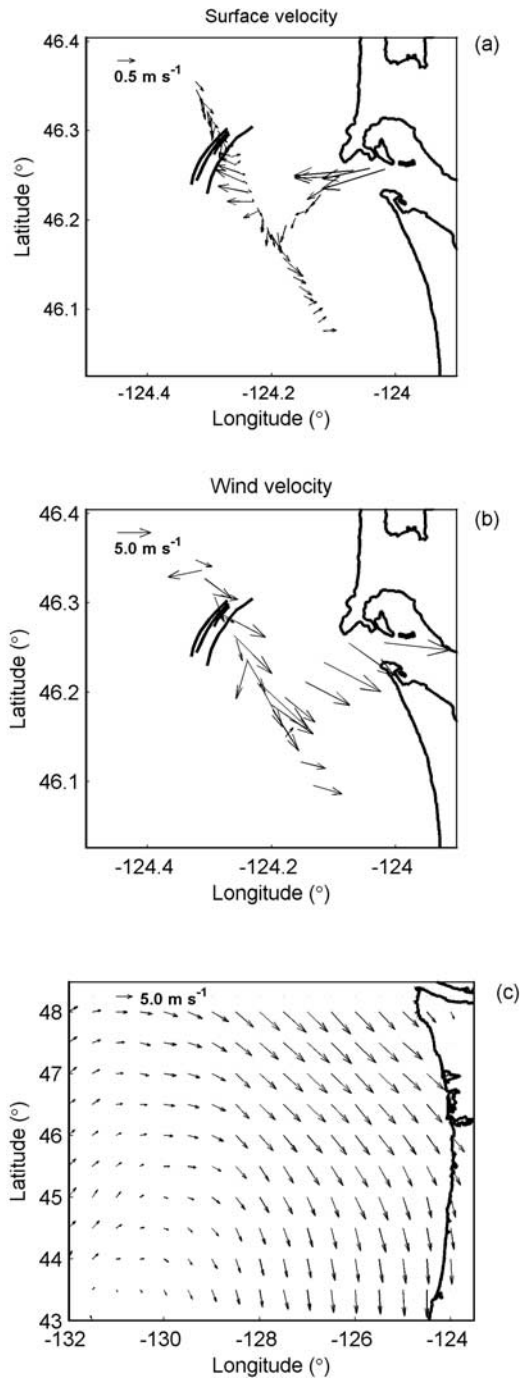 Surface velocity
(a)
46.4
0.5 m s⁻¹
46.3
46.2
46.1
Latitude (°)
-124.4
-124.2
-124
Longitude (°)
Wind velocity
(b)
46.4
5.0 m s⁻¹
46.3
46.2
46.1
Latitude (°)
-124.4
-124.2
-124
Longitude (°)
(c)
5.0 m s⁻¹
48
47
46
45
44
43
Latitude (°)
-132
-130
-128
-126
-124
Longitude (°)